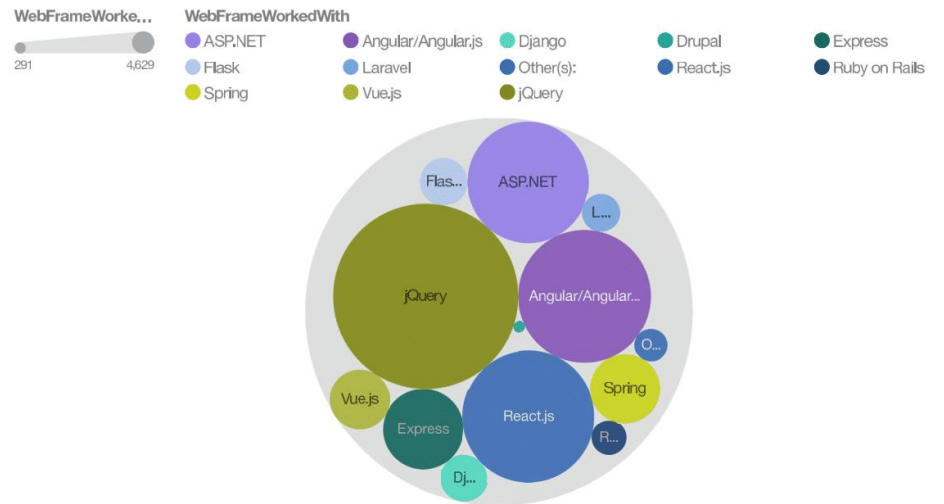 WebFrameWorke... WebFrameWorkedWith
ASP.NET Angular/Angular.js Django Drupal Express
291 4,629
Flask Laravel Other(s): React.js Ruby on Rails
Spring Vue.js jQuery
Flas... ASP.NET
L...
jQuery Angular/Angular...
O...
Spring
Vue.js React.js
Express R...
Dj...